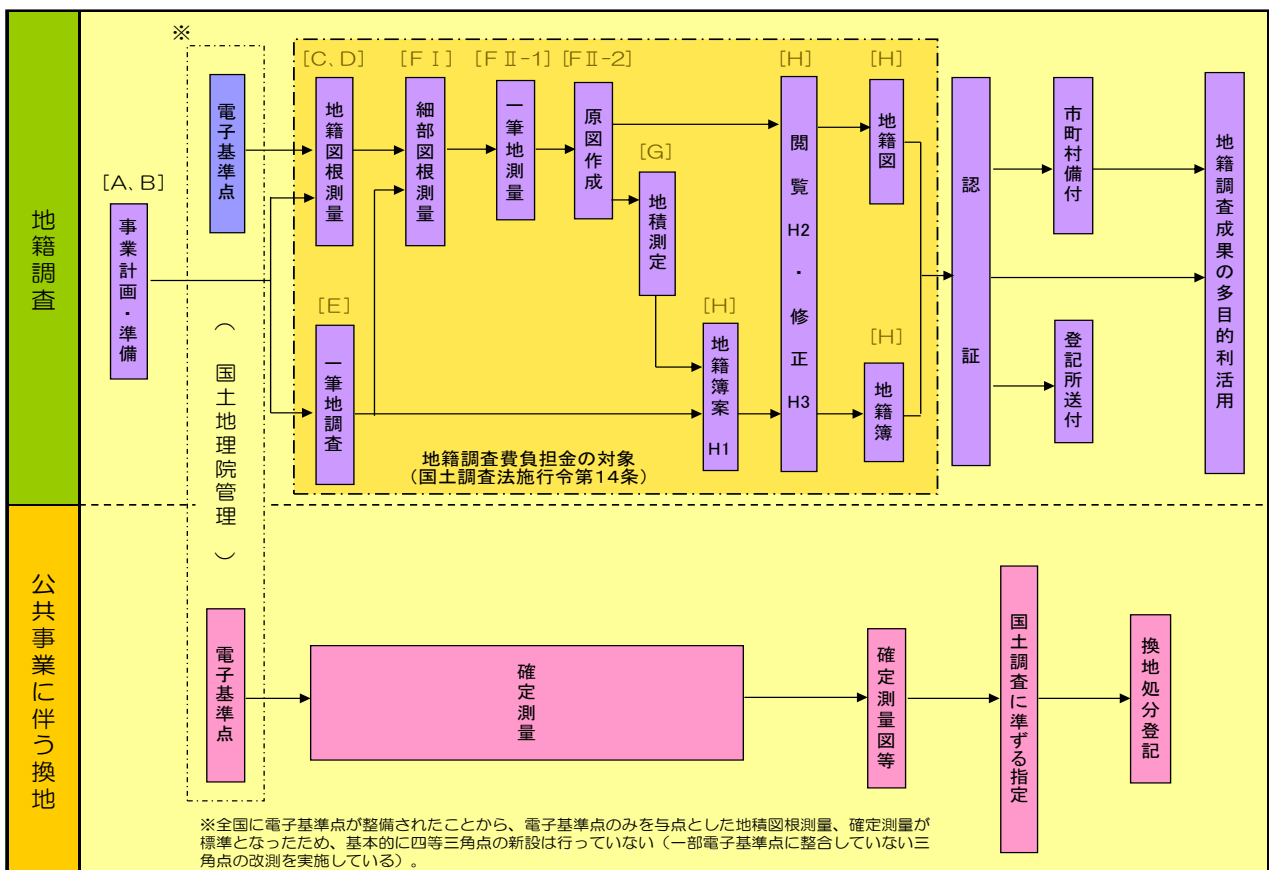 ※
地籍調査
[A、B]
事業計画・準備
電子基準点
（国土地理院管理）
[C、D]
地籍図根測量
[FⅠ]
細部図根測量
[FⅡ-1]
一筆地測量
[FⅡ-2]
原図作成
[G]
地積測定
[E]
一筆地調査
[H]
地籍簿案H1
[H]
閲覧H2・修正H3
[H]
地籍図
[H]
地籍簿
地籍調査費負担金の対象
（国土調査法施行令第14条）
認証
市町村備付
登記所送付
地籍調査成果の多目的利活用
公共事業に伴う換地
電子基準点
確定測量
確定測量図等
国土調査に準ずる指定
換地処分登記
※全国に電子基準点が整備されたことから、電子基準点のみを与点とした地積図根測量、確定測量が
標準となったため、基本的に四等三角点の新設は行っていない（一部電子基準点に整合していない三
角点の改測を実施している）。